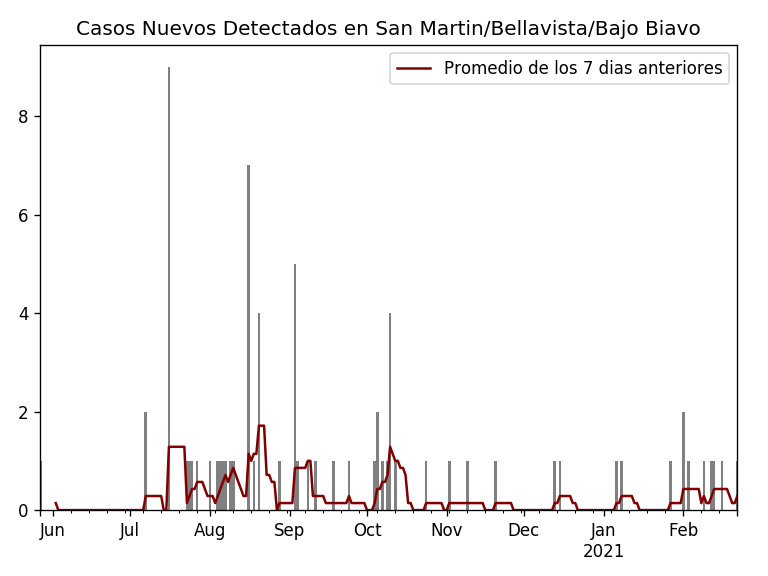 Casos Nuevos Detectados en San Martin/Bellavista/Bajo Biavo
Promedio de los 7 dias anteriores
8
6
4
2
0
Jun Jul Aug Sep Oct Nov Dec Jan Feb
2021